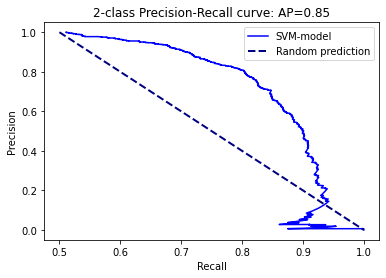 2-class Precision-Recall curve: AP=0.85
SVM-model
Random prediction
Precision
1.0
0.8
0.6
0.4
0.2
0.0
0.5 0.6 0.7 0.8 0.9 1.0
Recall